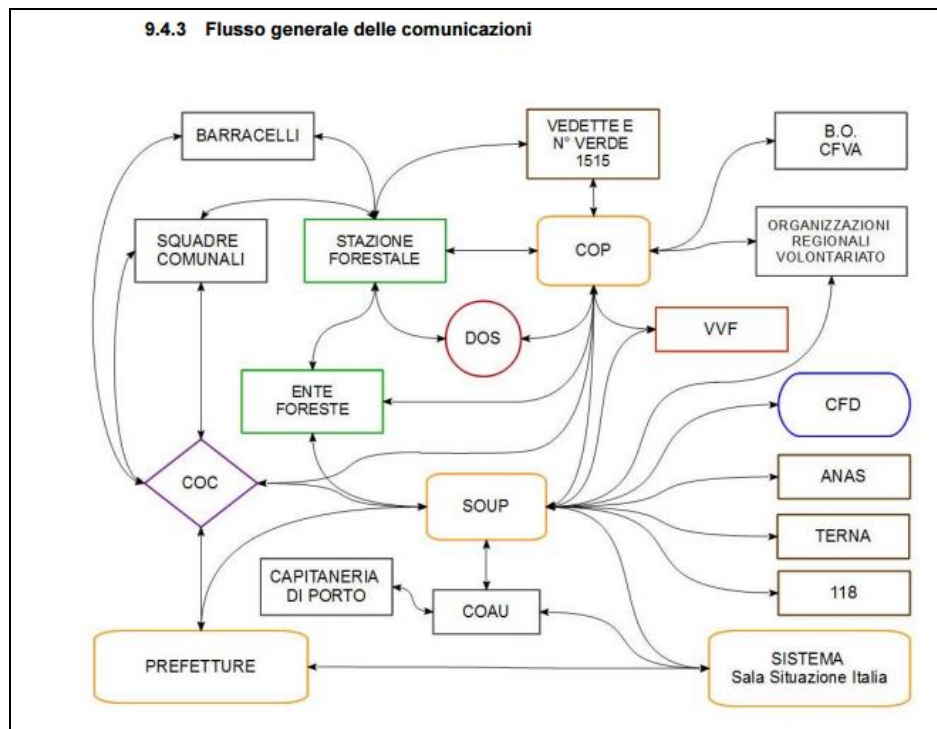 9.4.3 Flusso generale delle comunicazioni
BARRACELLI
VEDETTE E
N° VERDE
1515
B.O.
CFVA
SQUADRE
COMUNALI
STAZIONE
FORESTALE
COP
ORGANIZZAZIONI
REGIONALI
VOLONTARIATO
DOS
VVF
ENTE
FORESTE
CFD
COC
SOUP
ANAS
TERNA
CAPITANERIA
DI PORTO
COAU
118
PREFETTURE
SISTEMA
Sala Situazione Italia